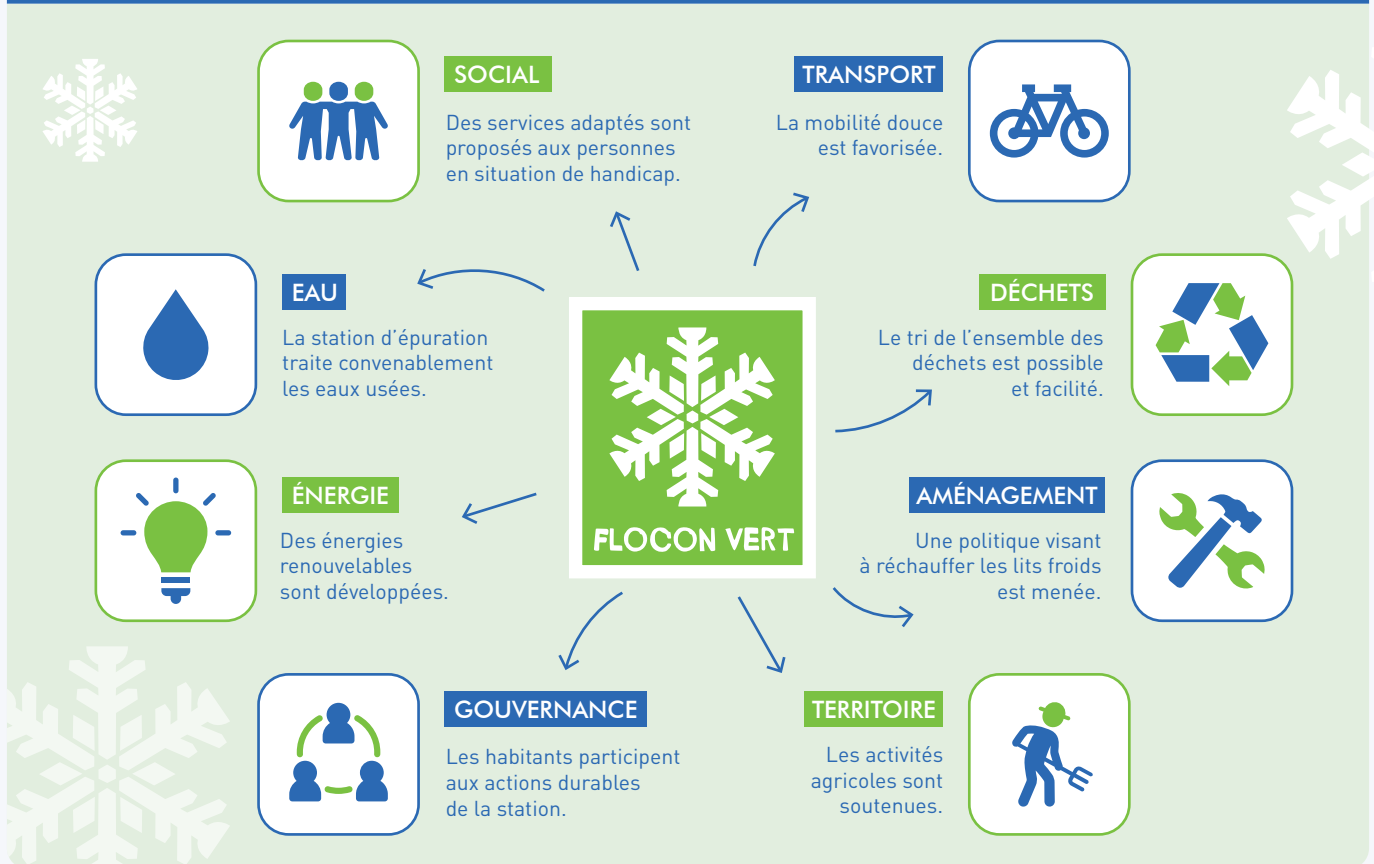 SOCIAL
Des services adaptés sont
proposés aux personnes
en situation de handicap.
TRANSPORT
La mobilité douce
est favorisée.
EAU
La station d'épuration
traite convenablement
les eaux usées.
DÉCHETS
Le tri de l'ensemble des
déchets est possible
et facilité.
FLOCON VERT
ÉNERGIE
Des énergies
renouvelables
sont développées.
AMÉNAGEMENT
Une politique visant
à réchauffer les lits froids
est menée.
GOUVERNANCE
Les habitants participent
aux actions durables
de la station.
TERRITOIRE
Les activités
agricoles sont
soutenues.